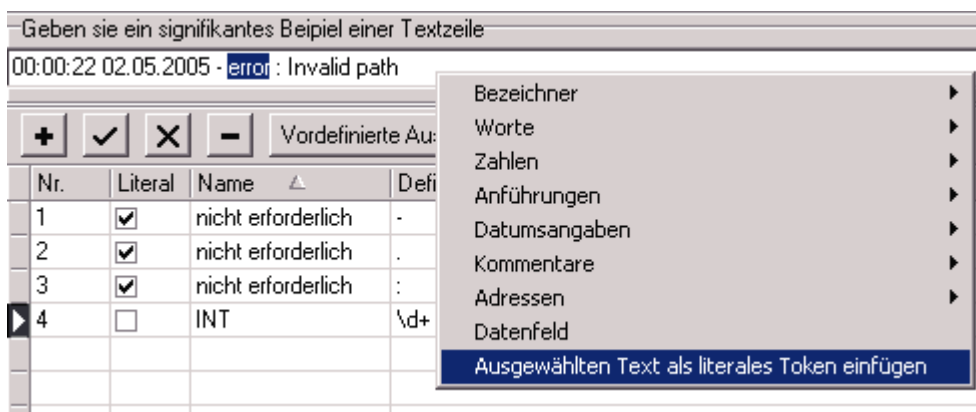 Geben sie ein signifikantes Beipiel einer Textzeile
00:00:22 02.05.2005 - error : Invalid path
Vordefinierte Au
Nr. Literal Name Defi
1 nicht erforderlich -
2 nicht erforderlich .
3 nicht erforderlich :
4 INT \d+
Bezeichner
Worte
Zahlen
Anführungen
Datumsangaben
Kommentare
Adressen
Datenfeld
Ausgewählten Text als literales Token einfügen